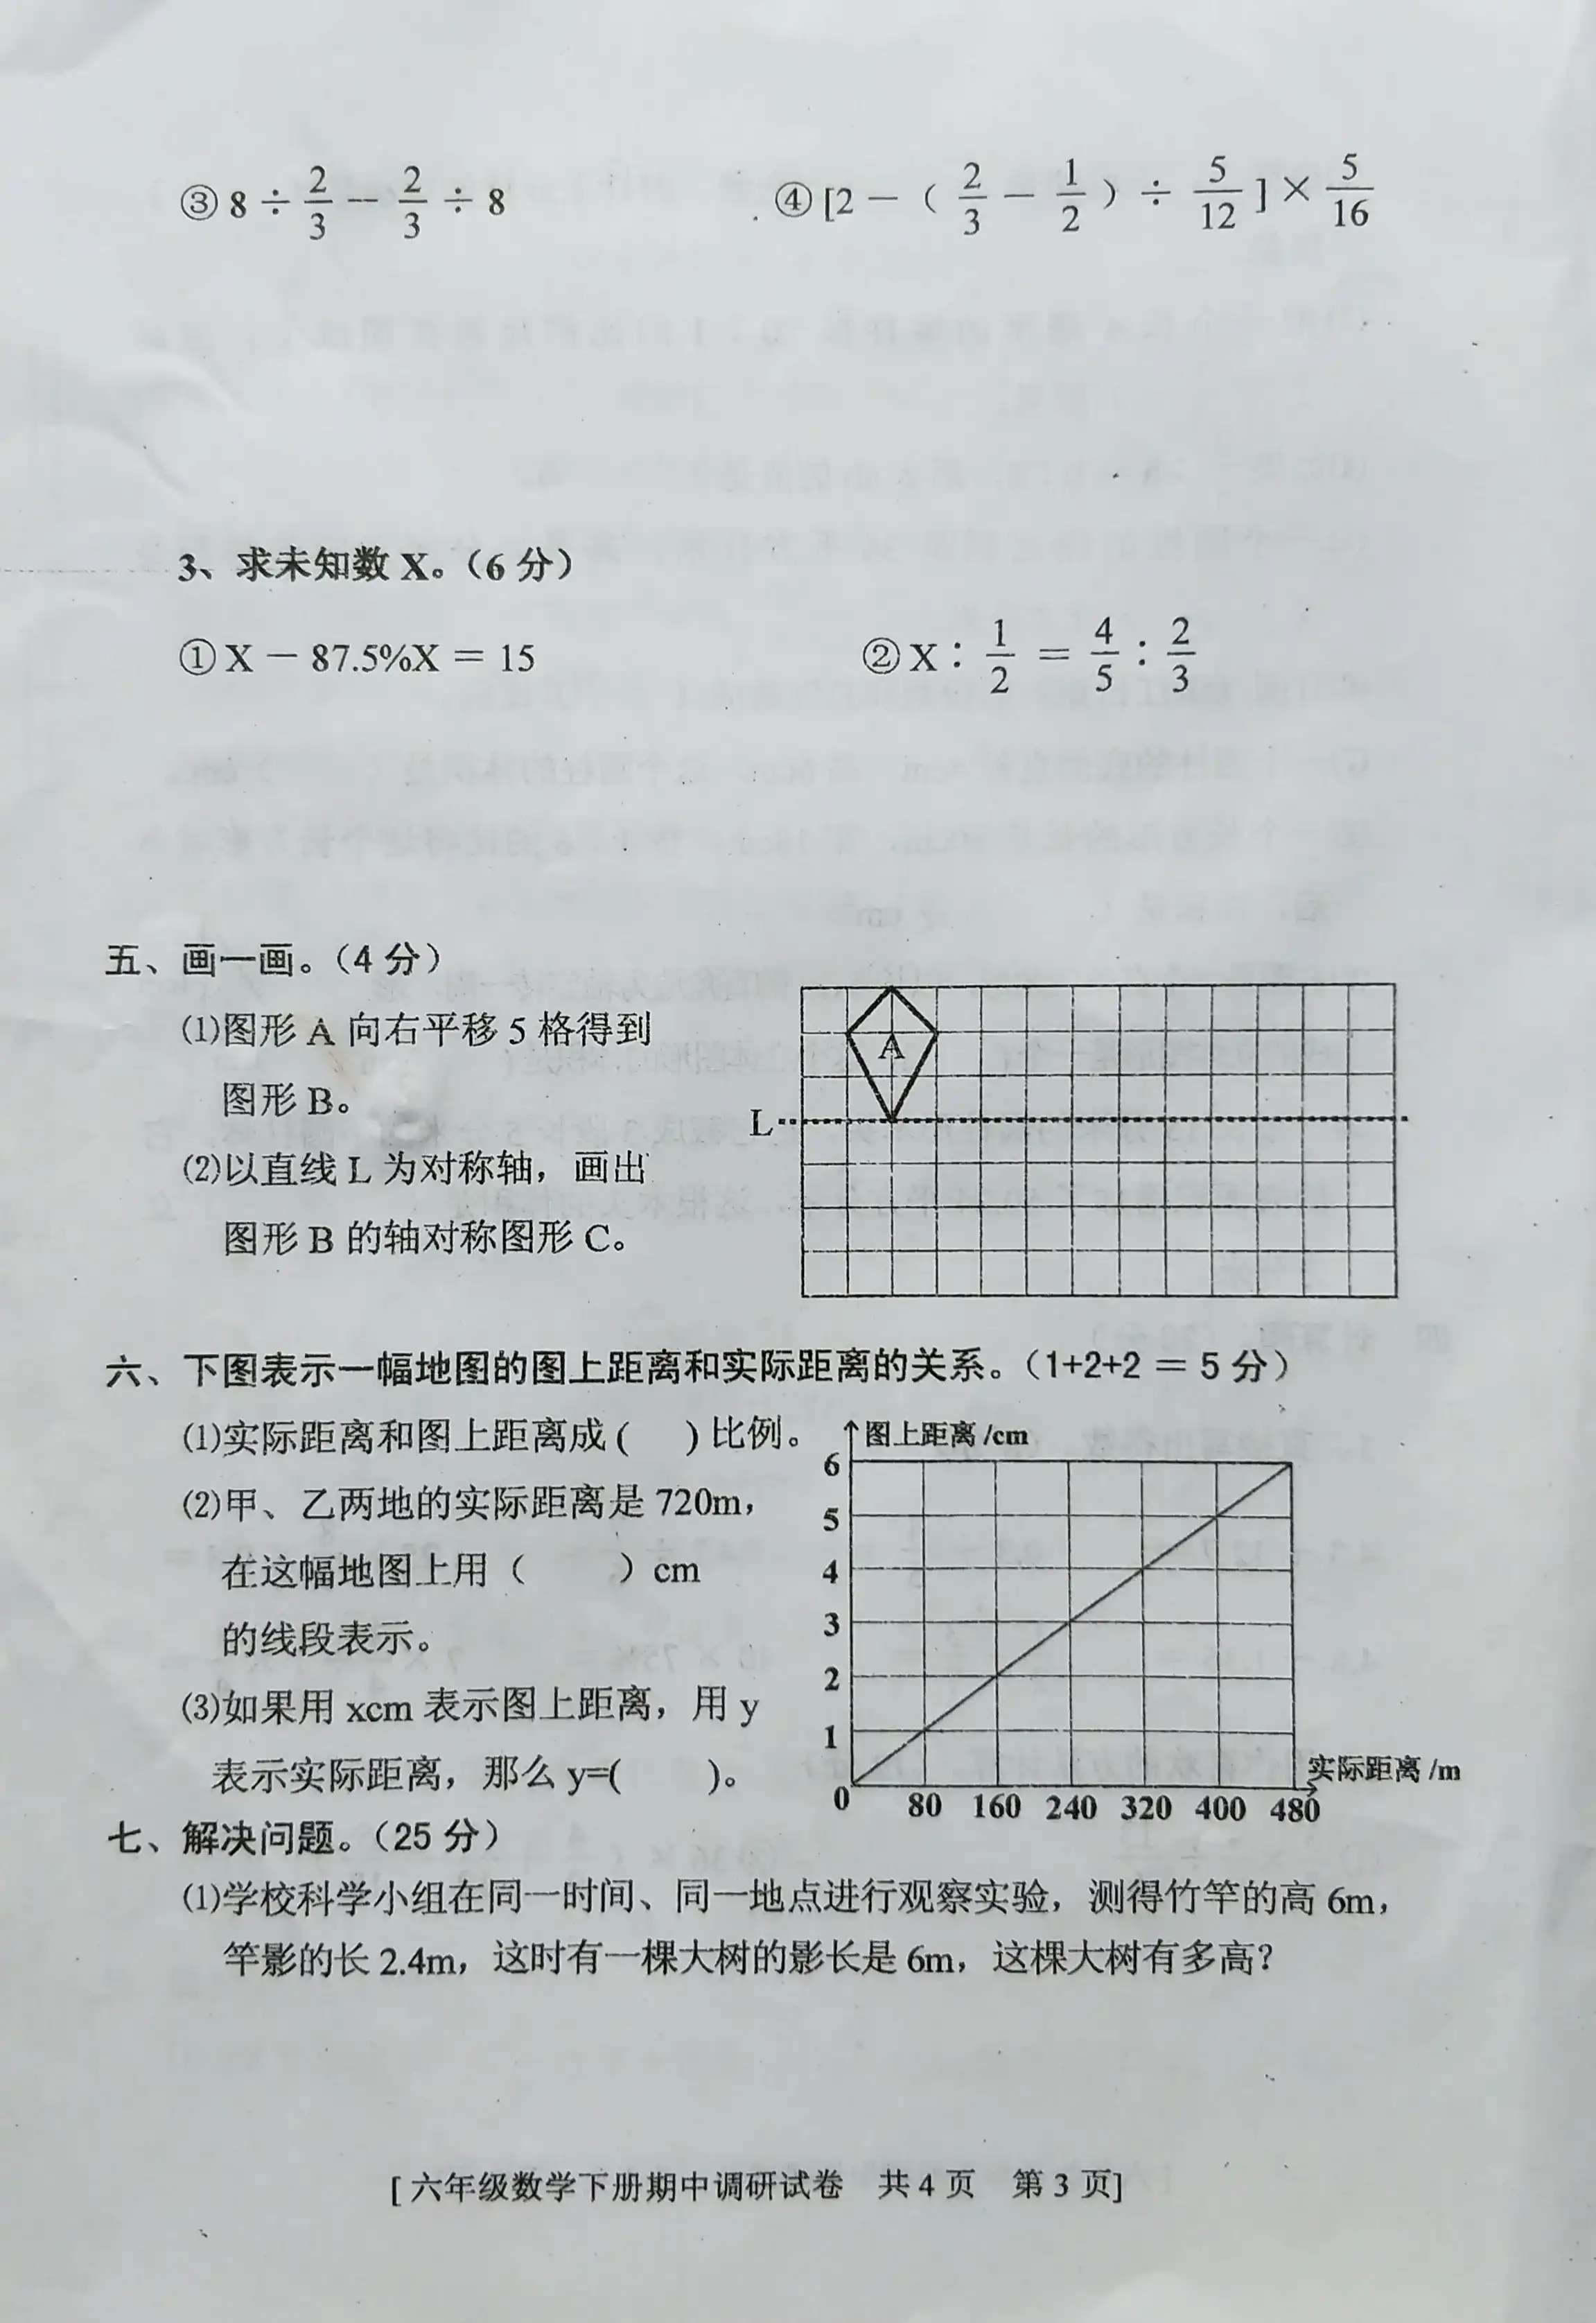 ③ 8 ÷ 2/3 − 2/3 ÷ 8
④ [2 − ( 2/3 − 1/2 ) ÷ 5/12 ] × 5/16
3、求未知数 X。(6 分)
① X − 87.5%X = 15
② X : 1/2 = 4/5 : 2/3
五、画一画。(4 分)
⑴图形 A 向右平移 5 格得到
图形 B。
⑵以直线 L 为对称轴，画出
图形 B 的轴对称图形 C。
A
L
六、下图表示一幅地图的图上距离和实际距离的关系。(1+2+2 = 5 分)
⑴实际距离和图上距离成( )比例。
⑵甲、乙两地的实际距离是 720m，
在这幅地图上用( )cm
的线段表示。
⑶如果用 xcm 表示图上距离，用 y
表示实际距离，那么 y=( )。
图上距离 /cm
6
5
4
3
2
1
0 80 160 240 320 400 480
实际距离 /m
七、解决问题。(25 分)
⑴学校科学小组在同一时间、同一地点进行观察实验，测得竹竿的高 6m，
竿影的长 2.4m，这时有一棵大树的影长是 6m，这棵大树有多高？
[ 六年级数学下册期中调研试卷 共 4 页 第 3 页]